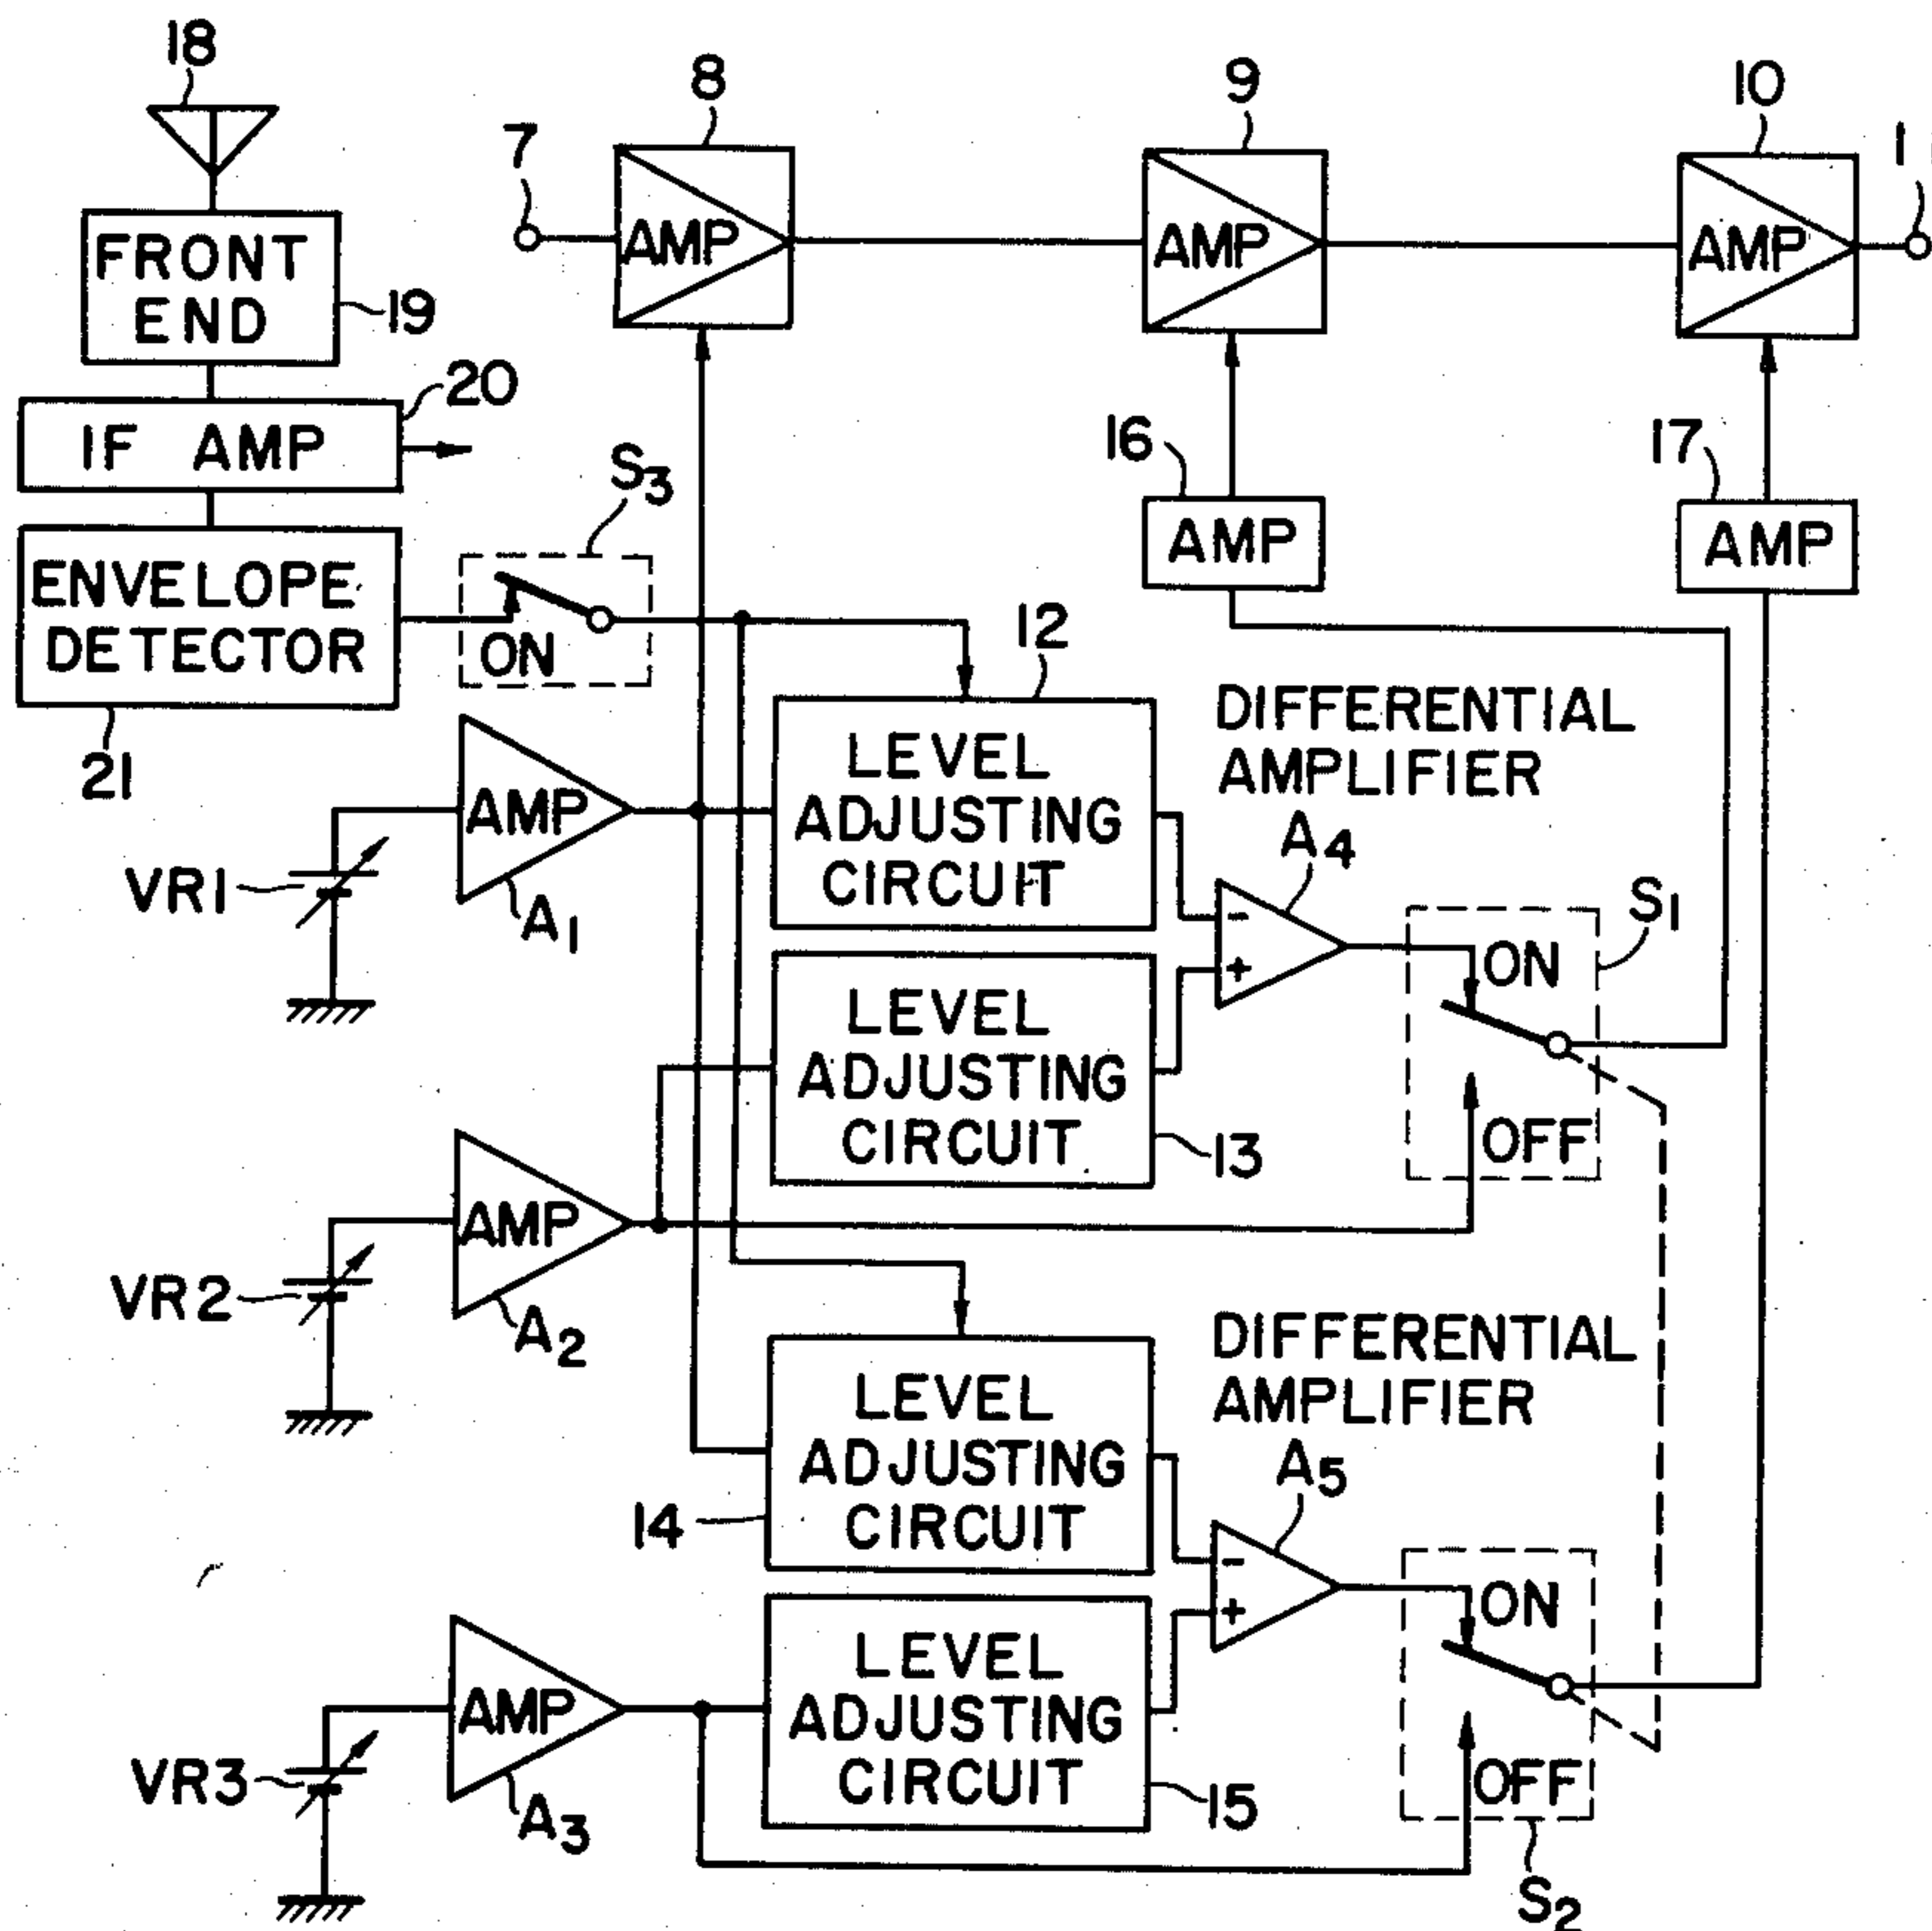 18
8
9
10
7
1
AMP
AMP
AMP
FRONT
END
19
20
IF AMP
16
17
S3
AMP
AMP
ENVELOPE
DETECTOR
ON
21
12
DIFFERENTIAL
AMPLIFIER
LEVEL
ADJUSTING
CIRCUIT
AMP
A4
VR1
A1
S1
ON
LEVEL
ADJUSTING
CIRCUIT
13
OFF
AMP
VR2
A2
DIFFERENTIAL
AMPLIFIER
LEVEL
ADJUSTING
CIRCUIT
A5
14
ON
LEVEL
ADJUSTING
CIRCUIT
AMP
VR3
A3
15
OFF
S2
-
+
-
+